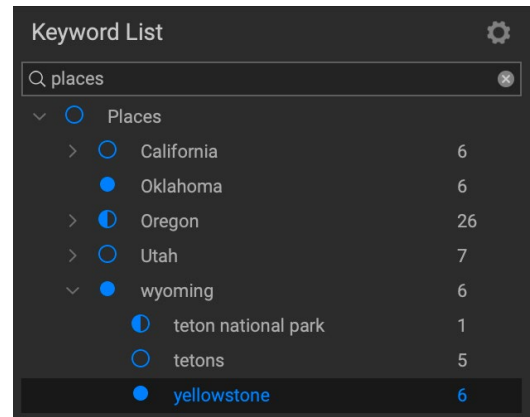 Keyword List
places
Places
California 6
Oklahoma 6
Oregon 26
Utah 7
wyoming 6
teton national park 1
tetons 5
yellowstone 6